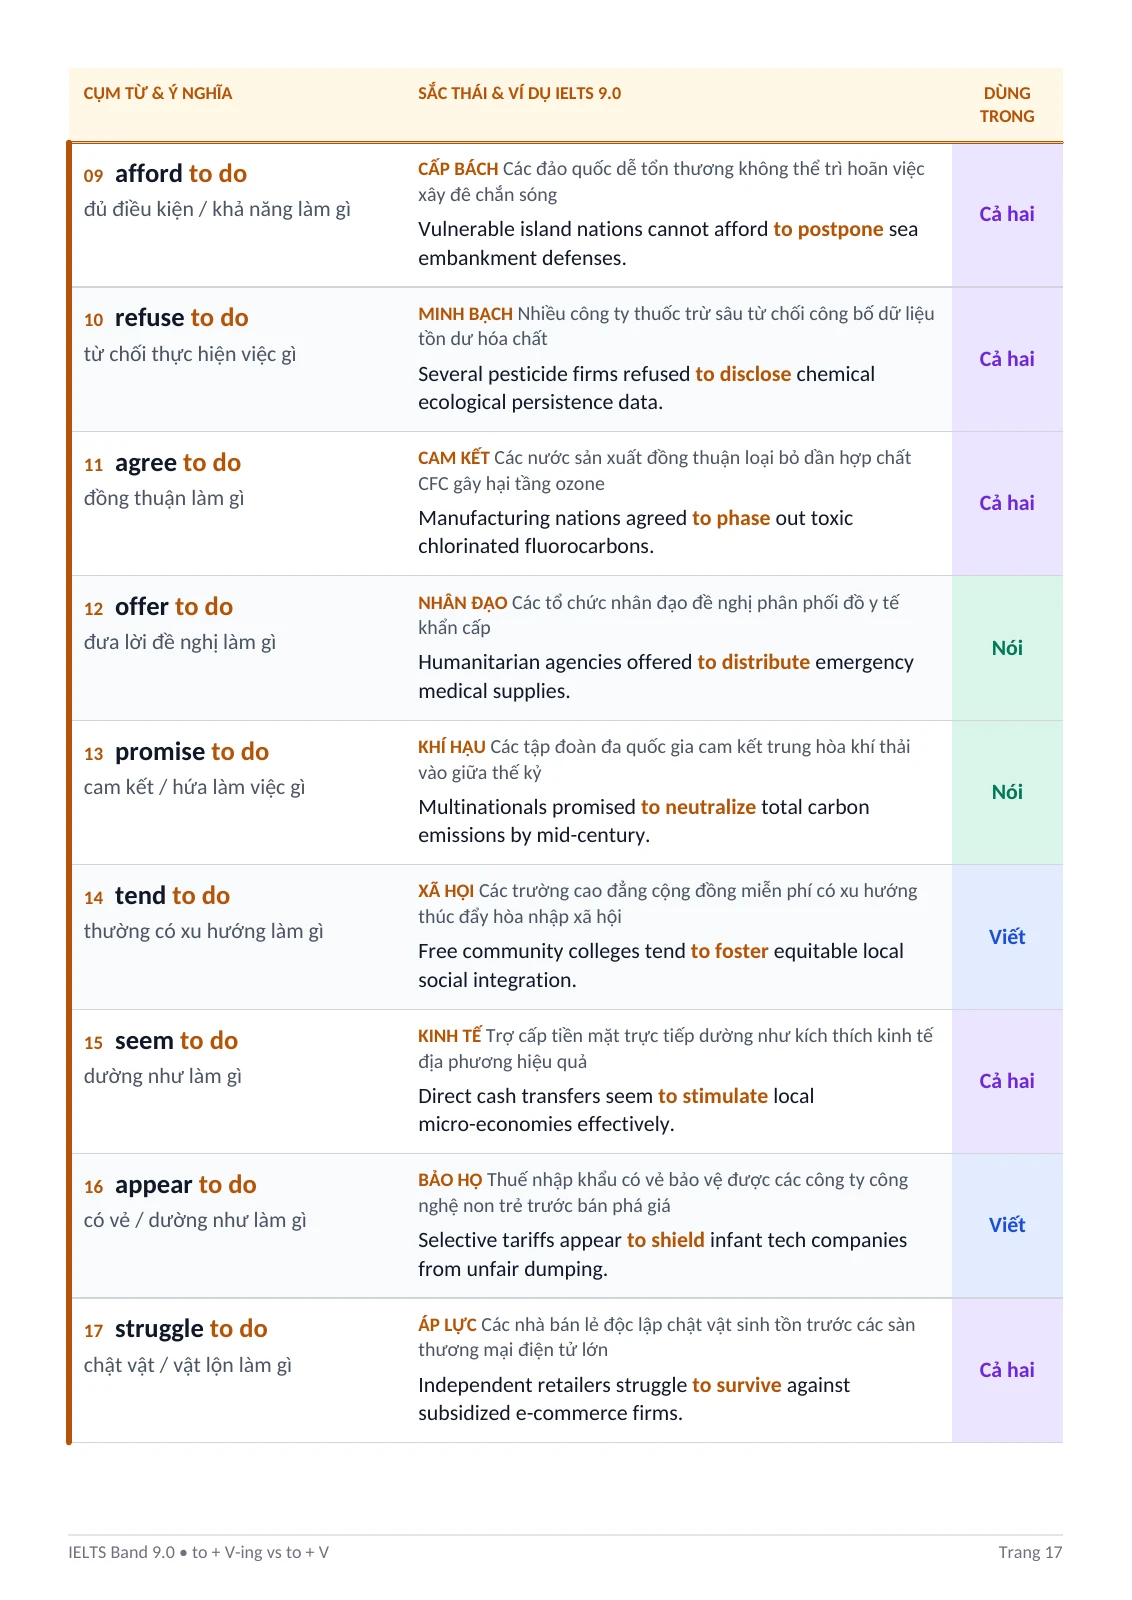 CỤM TỪ & Ý NGHĨA
SẮC THÁI & VÍ DỤ IELTS 9.0
DÙNG
TRONG
09 afford to do
đủ điều kiện / khả năng làm gì
CẤP BÁCH Các đảo quốc dễ tổn thương không thể trì hoãn việc
xây đê chắn sóng
Vulnerable island nations cannot afford to postpone sea
embankment defenses.
Cả hai
10 refuse to do
từ chối thực hiện việc gì
MINH BẠCH Nhiều công ty thuốc trừ sâu từ chối công bố dữ liệu
tồn dư hóa chất
Several pesticide firms refused to disclose chemical
ecological persistence data.
Cả hai
11 agree to do
đồng thuận làm gì
CAM KẾT Các nước sản xuất đồng thuận loại bỏ dần hợp chất
CFC gây hại tầng ozone
Manufacturing nations agreed to phase out toxic
chlorinated fluorocarbons.
Cả hai
12 offer to do
đưa lời đề nghị làm gì
NHÂN ĐẠO Các tổ chức nhân đạo đề nghị phân phối đồ y tế
khẩn cấp
Humanitarian agencies offered to distribute emergency
medical supplies.
Nói
13 promise to do
cam kết / hứa làm việc gì
KHÍ HẬU Các tập đoàn đa quốc gia cam kết trung hòa khí thải
vào giữa thế kỷ
Multinationals promised to neutralize total carbon
emissions by mid-century.
Nói
14 tend to do
thường có xu hướng làm gì
XÃ HỘI Các trường cao đẳng cộng đồng miễn phí có xu hướng
thúc đẩy hòa nhập xã hội
Free community colleges tend to foster equitable local
social integration.
Viết
15 seem to do
dường như làm gì
KINH TẾ Trợ cấp tiền mặt trực tiếp dường như kích thích kinh tế
địa phương hiệu quả
Direct cash transfers seem to stimulate local
micro-economies effectively.
Cả hai
16 appear to do
có vẻ / dường như làm gì
BẢO HỘ Thuế nhập khẩu có vẻ bảo vệ được các công ty công
nghệ non trẻ trước bán phá giá
Selective tariffs appear to shield infant tech companies
from unfair dumping.
Viết
17 struggle to do
chật vật / vật lộn làm gì
ÁP LỰC Các nhà bán lẻ độc lập chật vật sinh tồn trước các sàn
thương mại điện tử lớn
Independent retailers struggle to survive against
subsidized e-commerce firms.
Cả hai
IELTS Band 9.0 • to + V-ing vs to + V
Trang 17